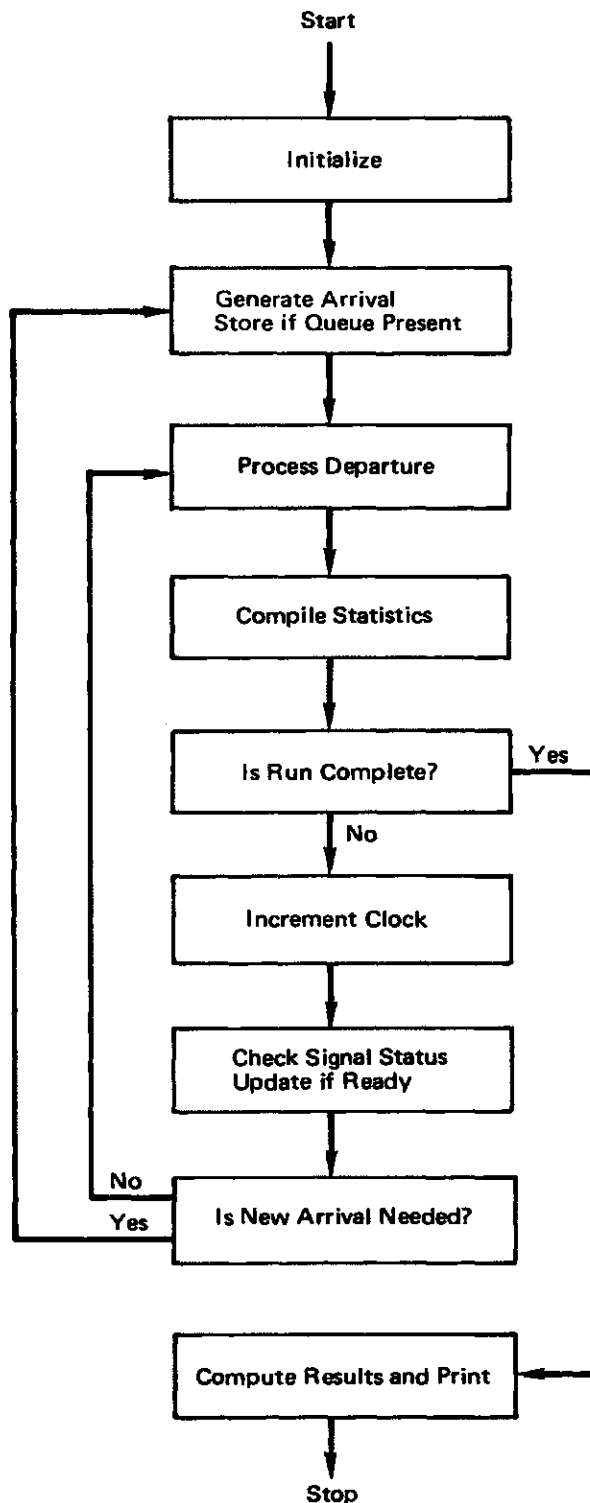 Start
Initialize
Generate Arrival
Store if Queue Present
Process Departure
Compile Statistics
Is Run Complete?
Yes
No
Increment Clock
Check Signal Status
Update if Ready
No
Yes
Is New Arrival Needed?
Compute Results and Print
Stop